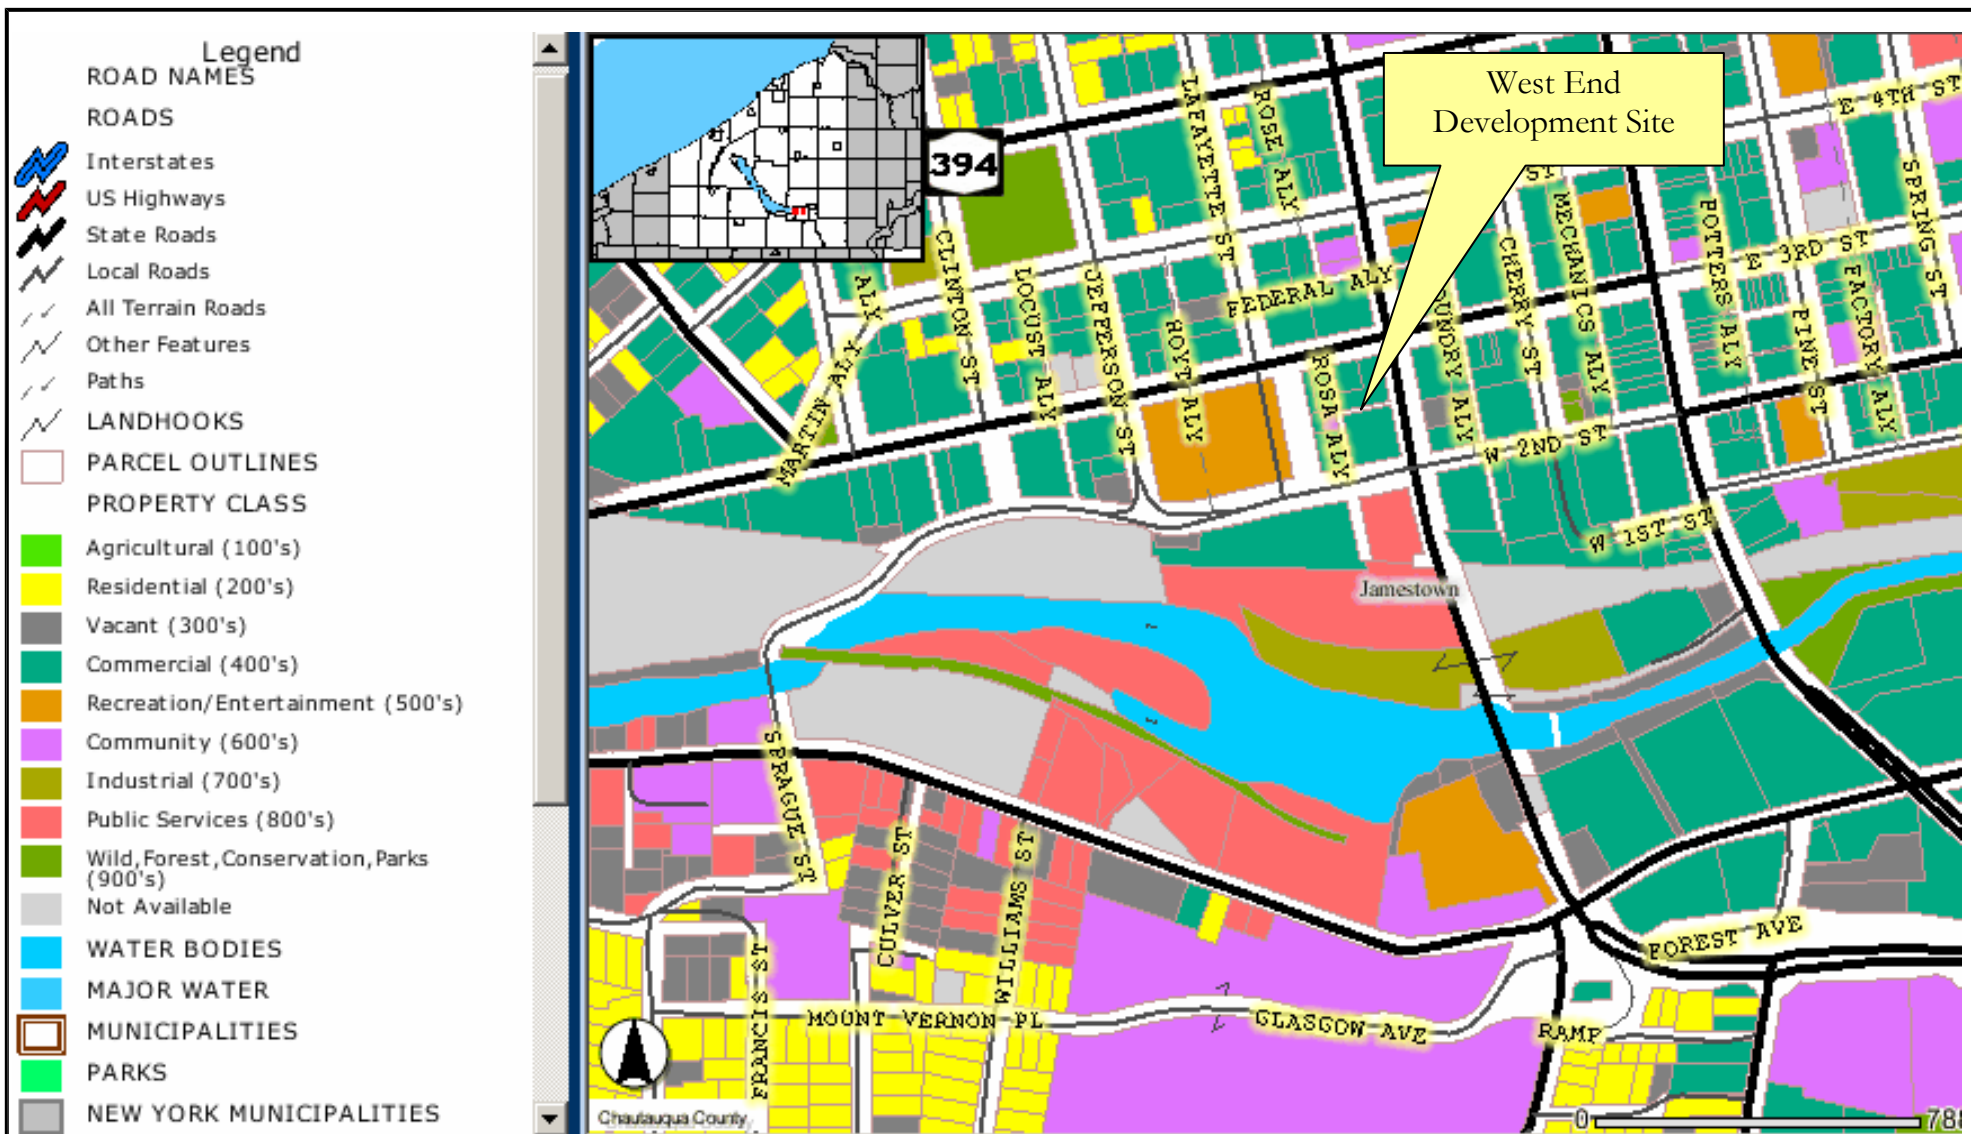 Legend
ROAD NAMES
ROADS
Interstates
US Highways
State Roads
Local Roads
All Terrain Roads
Other Features
Paths
LANDHOOKS
PARCEL OUTLINES
PROPERTY CLASS
Agricultural (100's)
Residential (200's)
Vacant (300's)
Commercial (400's)
Recreation/Entertainment (500's)
Community (600's)
Industrial (700's)
Public Services (800's)
Wild,Forest,Conservation,Parks
(900's)
Not Available
WATER BODIES
MAJOR WATER
MUNICIPALITIES
PARKS
NEW YORK MUNICIPALITIES
West End
Development Site
394
E 4TH ST
LAFAYETTE ST
ROSE ALY
ST
MECHANICS ALY
POTTERS ALY
SPRING ST
E 3RD ST
CLINTON ST
ALY
LOCUST ALY
JEFFERSON ST
HOYT ALY
FEDERAL ALY
CHERRY ST
PINE ST
FACTORY ALY
MARTIN ALY
ROSA ALY
W 2ND ST
W 1ST ST
Jamestown
SPRAGUE ST
CULVER ST
WILLIAMS ST
FRANCIS ST
MOUNT VERNON PL
GLASGOW AVE
FOREST AVE
RAMP
Chautauqua County
0
788